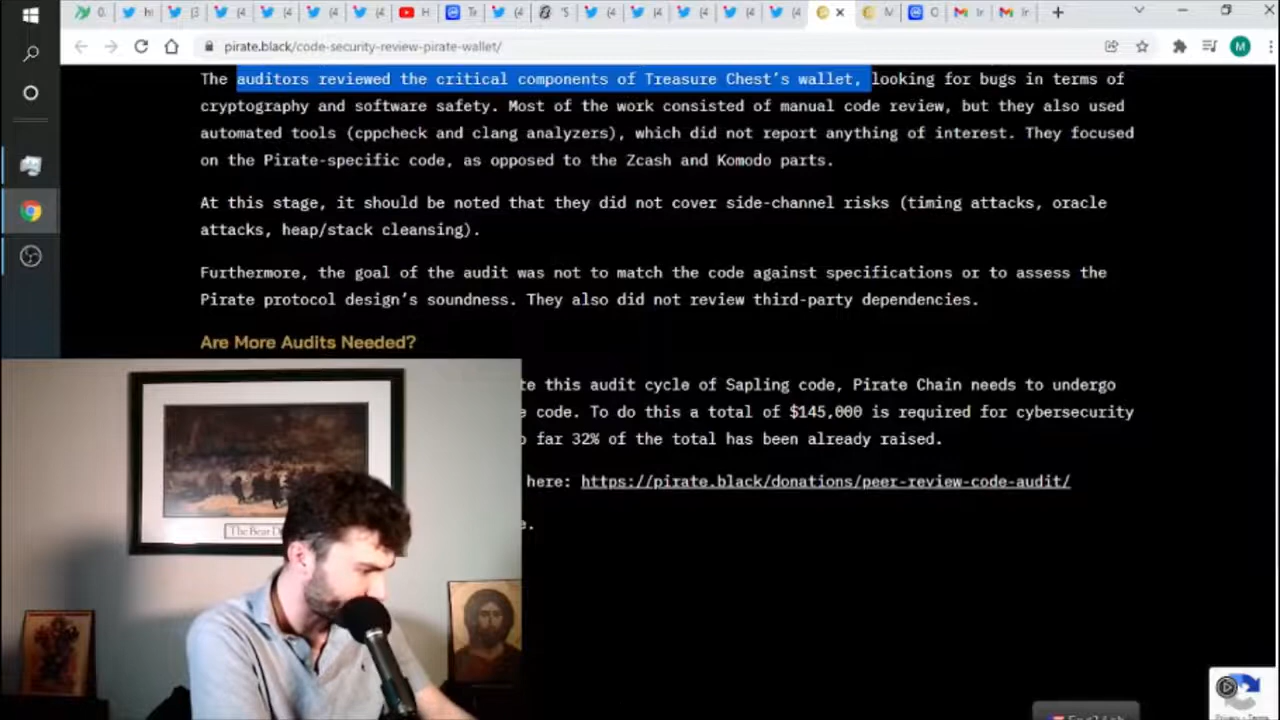 pirate.black/code-security-review-pirate-wallet/
M
The auditors reviewed the critical components of Treasure Chest's wallet, looking for bugs in terms of
cryptography and software safety. Most of the work consisted of manual code review, but they also used
automated tools (cppcheck and clang analyzers), which did not report anything of interest. They focused
on the Pirate-specific code, as opposed to the Zcash and Komodo parts.
At this stage, it should be noted that they did not cover side-channel risks (timing attacks, oracle
attacks, heap/stack cleansing).
Furthermore, the goal of the audit was not to match the code against specifications or to assess the
Pirate protocol design's soundness. They also did not review third-party dependencies.
Are More Audits Needed?
this audit cycle of Sapling code, Pirate Chain needs to undergo
code. To do this a total of $145,000 is required for cybersecurity
far 32% of the total has been already raised.
here: https://pirate.black/donations/peer-review-code-audit/
The Bear
English